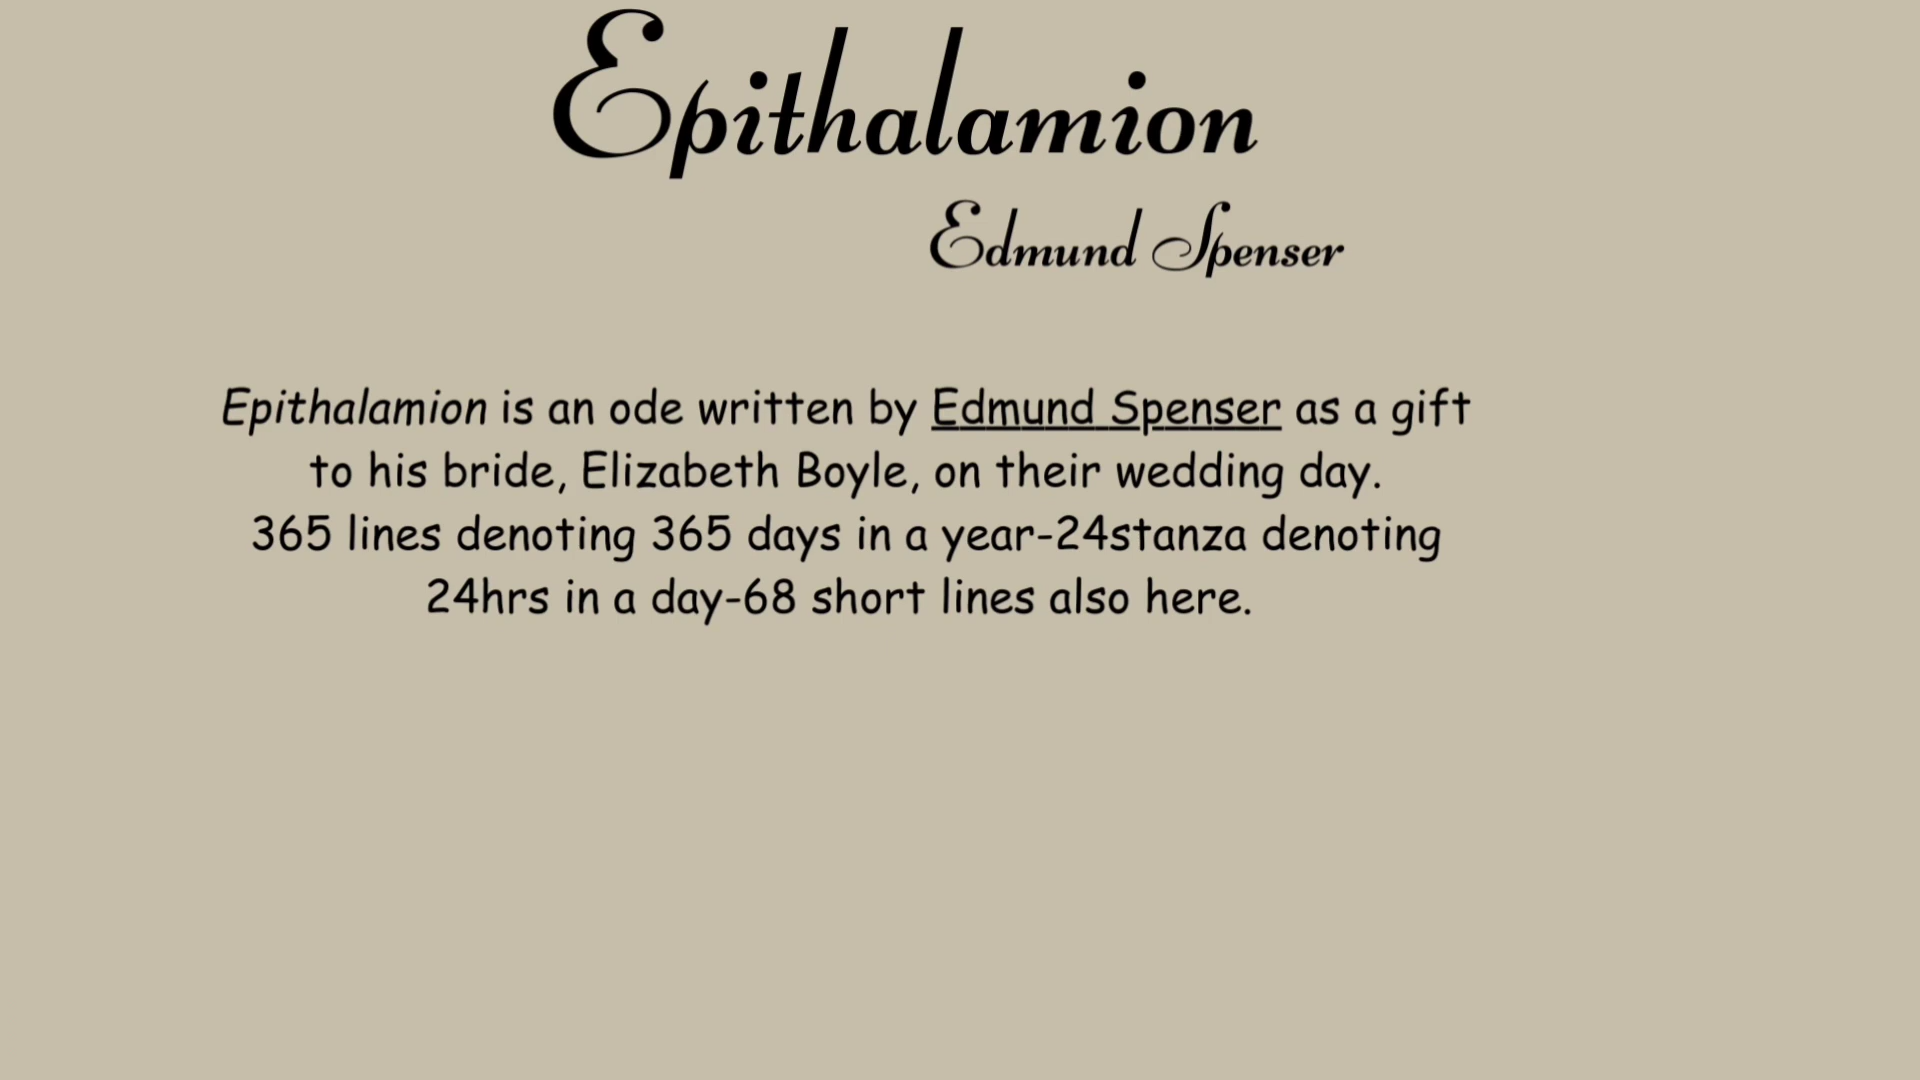 Epithalamion
Edmund Spenser
Epithalamion is an ode written by Edmund Spenser as a gift
to his bride, Elizabeth Boyle, on their wedding day.
365 lines denoting 365 days in a year-24stanza denoting
24hrs in a day-68 short lines also here.